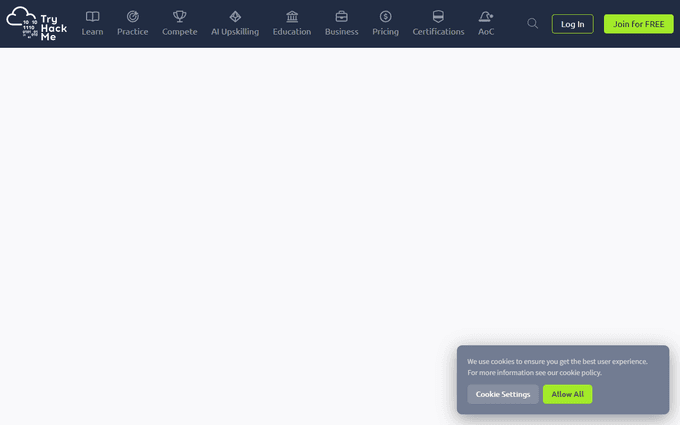 Try
Hack
Me
Learn
Practice
Compete
AI Upskilling
Education
Business
Pricing
Certifications
AoC
Log In
Join for FREE
We use cookies to ensure you get the best user experience.
For more information see our cookie policy.
Cookie Settings
Allow All